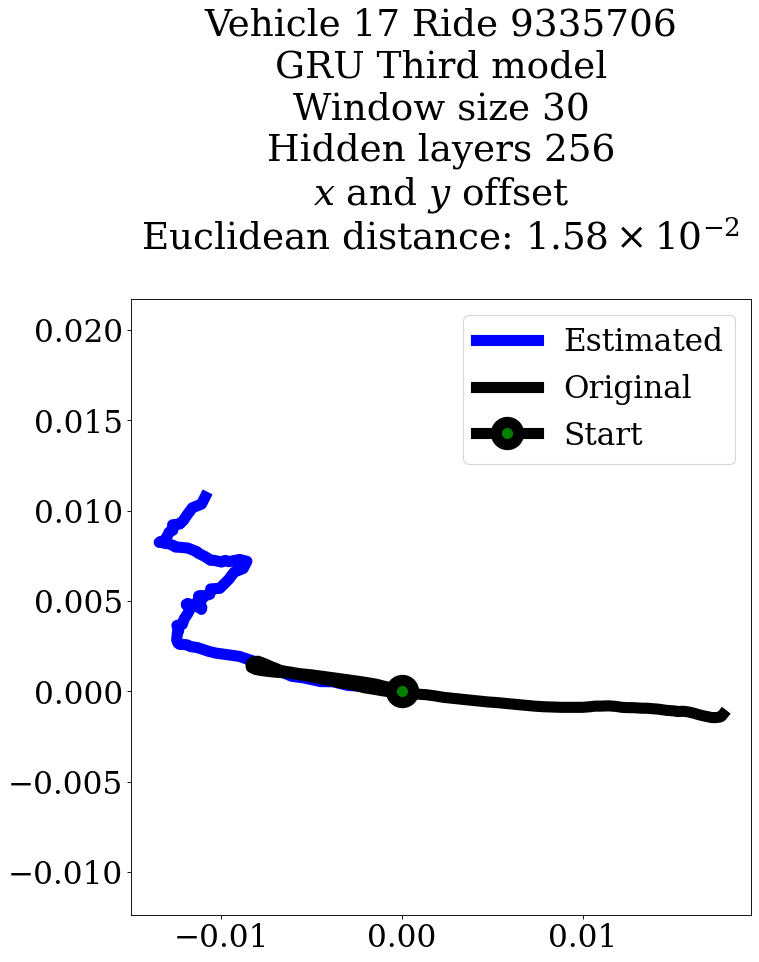 Vehicle 17 Ride 9335706
GRU Third model
Window size 30
Hidden layers 256
x and y offset
Euclidean distance: 1.58 × 10⁻²
Estimated
Original
Start
0.020
0.015
0.010
0.005
0.000
−0.005
−0.010
−0.01 0.00 0.01